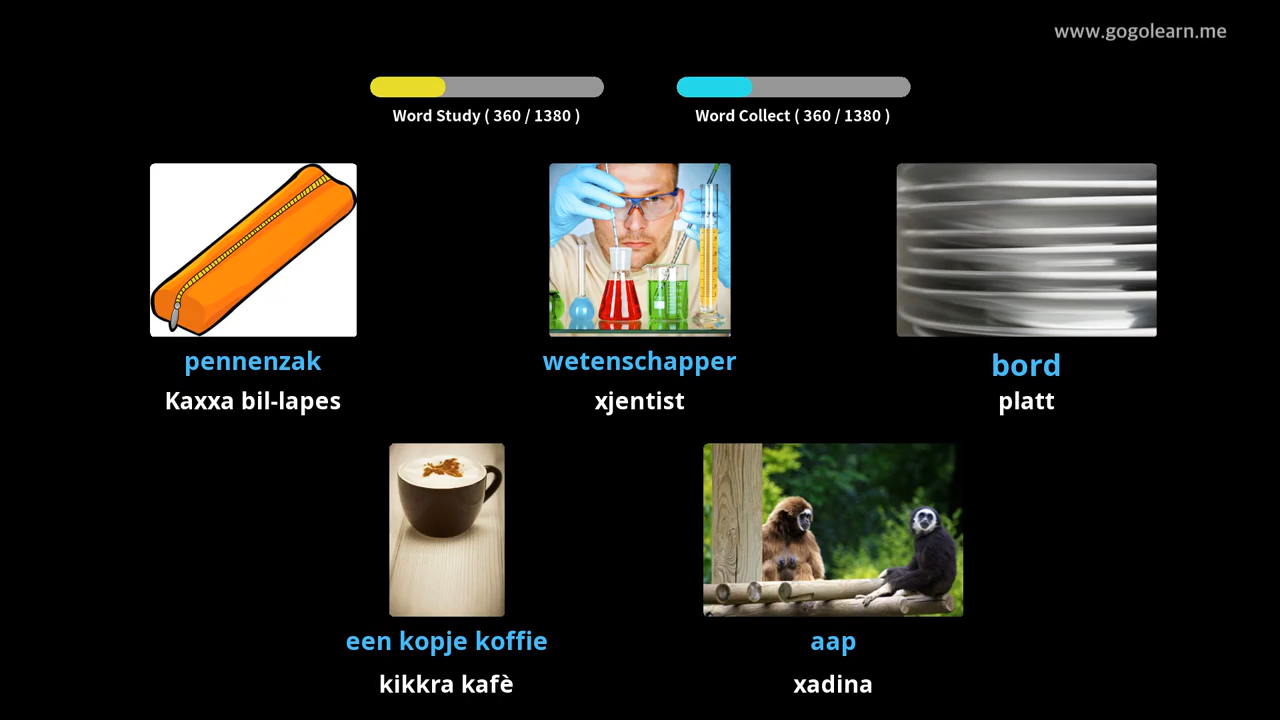 www.gogolearn.me
Word Study ( 360 / 1380 )
Word Collect ( 360 / 1380 )
pennenzak
Kaxxa bil-lapes
wetenschapper
xjentist
bord
platt
een kopje koffie
kikkra kafè
aap
xadina